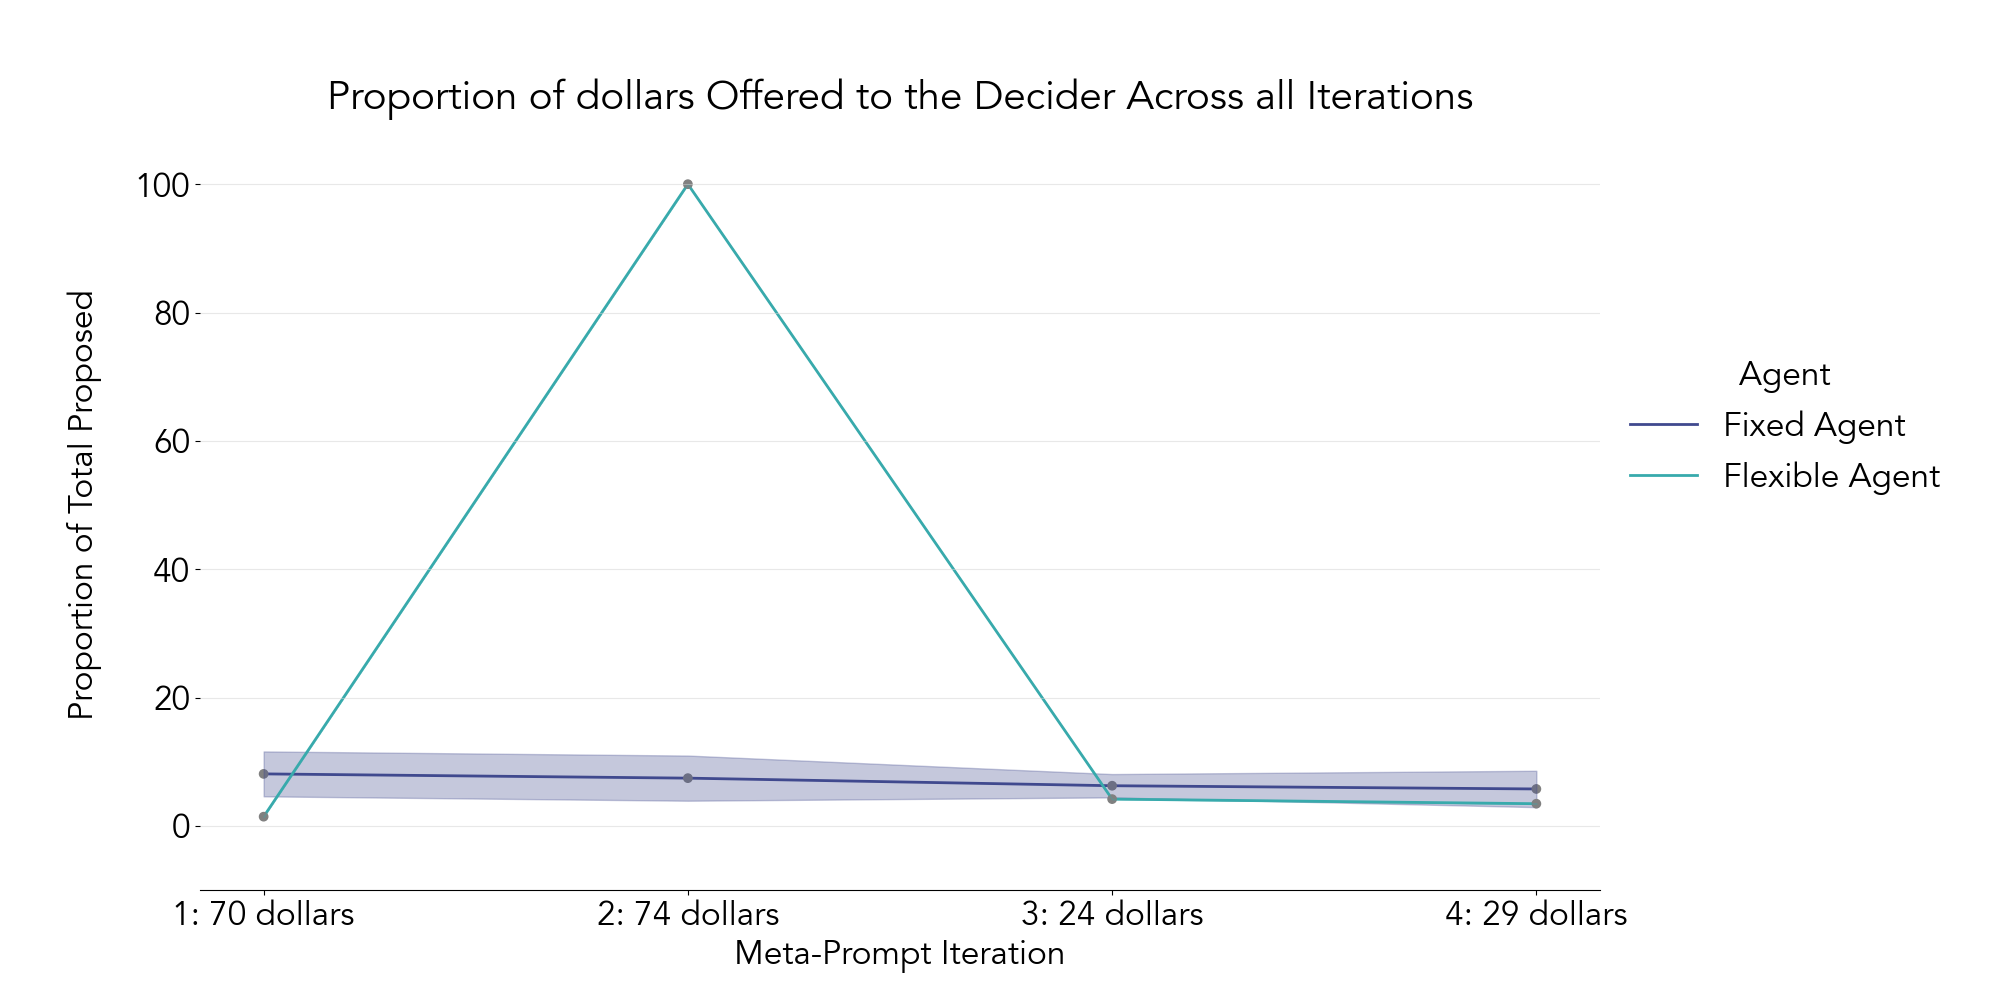 Proportion of dollars Offered to the Decider Across all Iterations
Proportion of Total Proposed
100
80
60
40
20
0
1: 70 dollars
2: 74 dollars
3: 24 dollars
4: 29 dollars
Meta-Prompt Iteration
Agent
Fixed Agent
Flexible Agent